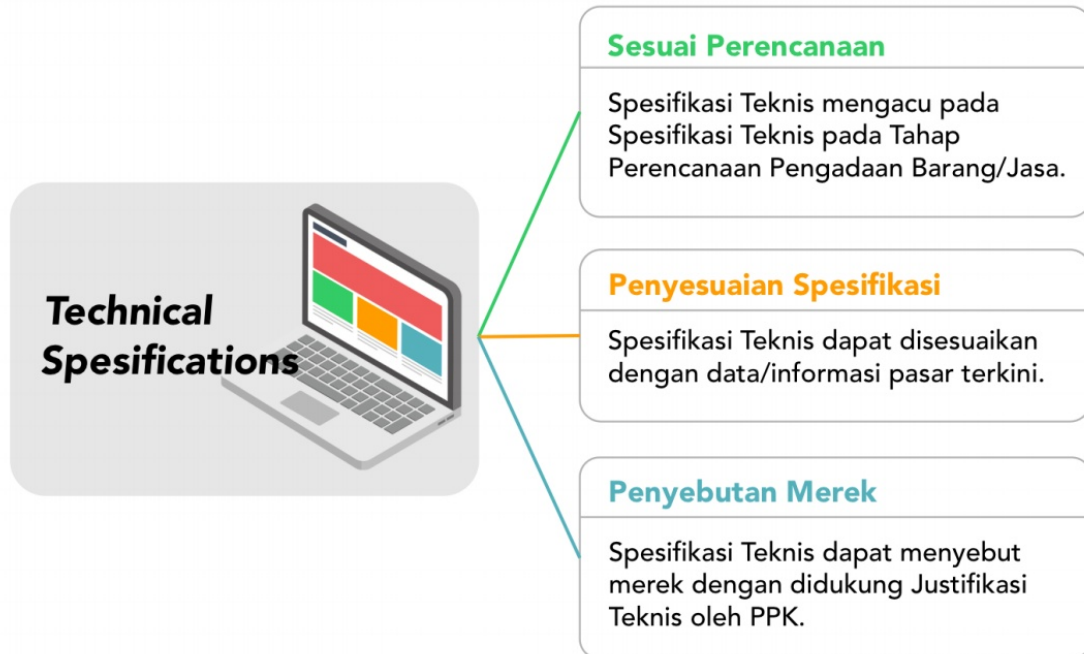 Technical
Spesifications
Sesuai Perencanaan
Spesifikasi Teknis mengacu pada
Spesifikasi Teknis pada Tahap
Perencanaan Pengadaan Barang/Jasa.
Penyesuaian Spesifikasi
Spesifikasi Teknis dapat disesuaikan
dengan data/informasi pasar terkini.
Penyebutan Merek
Spesifikasi Teknis dapat menyebut
merek dengan didukung Justifikasi
Teknis oleh PPK.